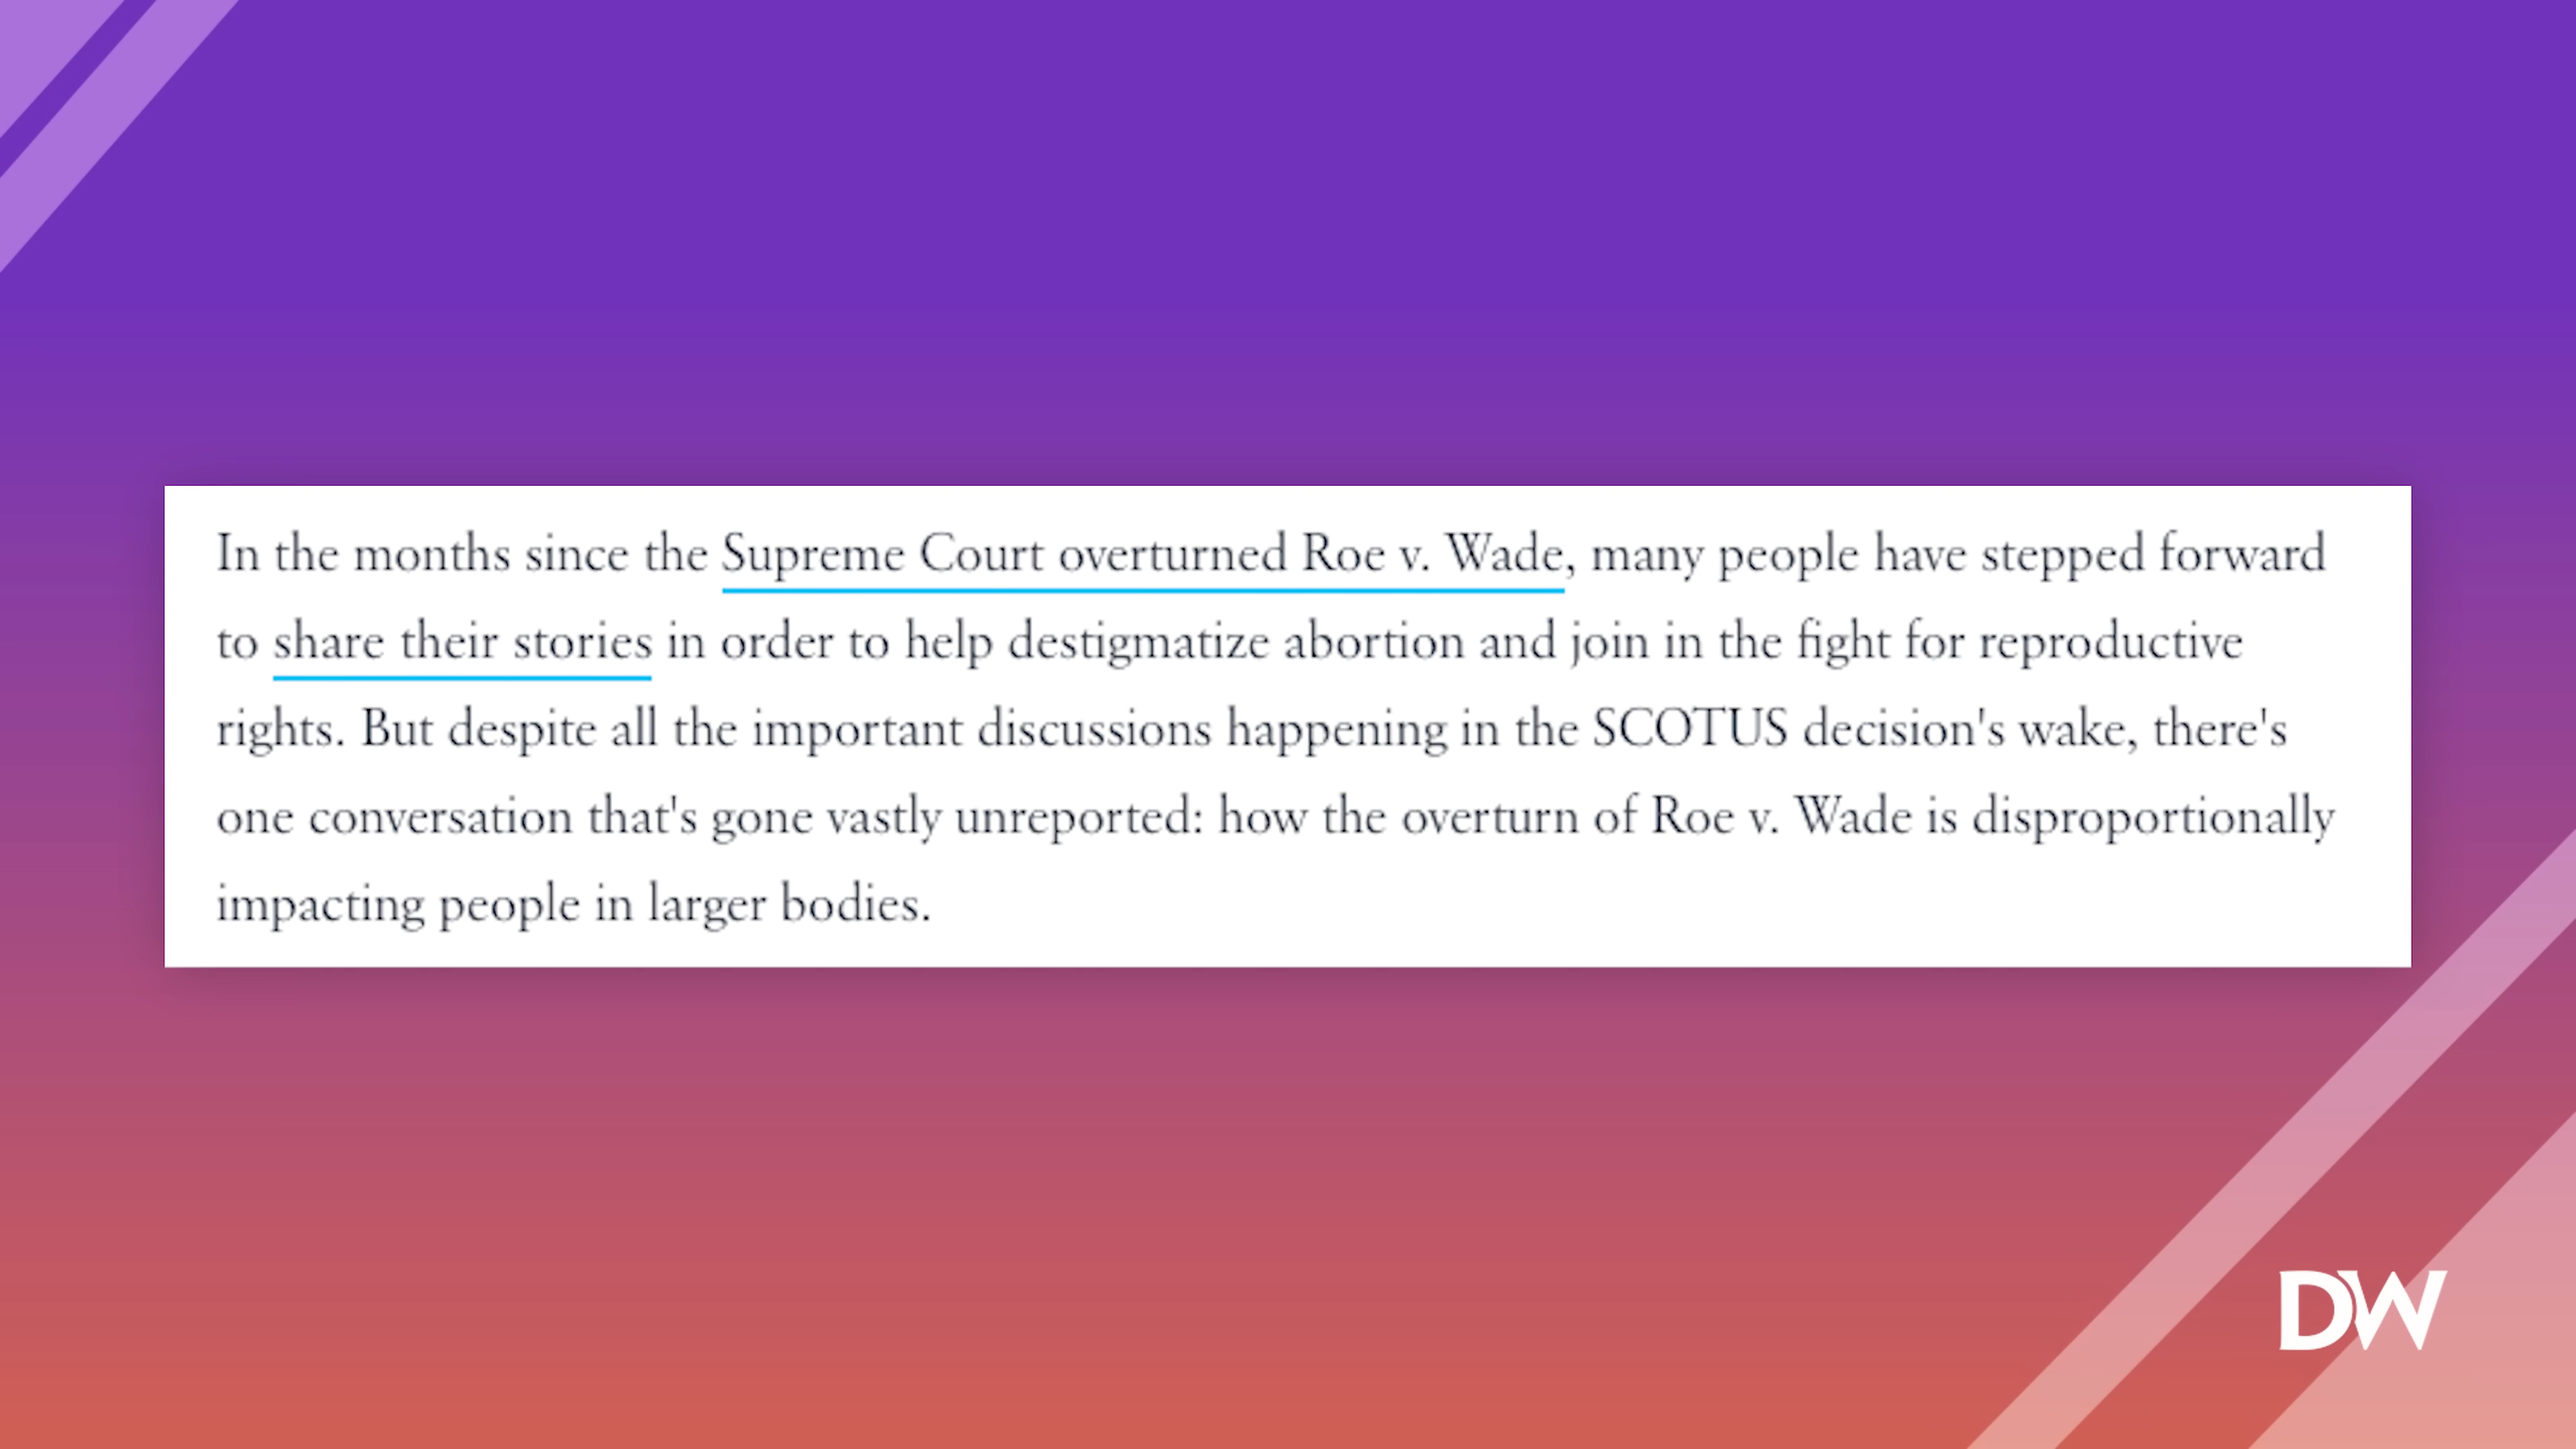 In the months since the Supreme Court overturned Roe v. Wade, many people have stepped forward
to share their stories in order to help destigmatize abortion and join in the fight for reproductive
rights. But despite all the important discussions happening in the SCOTUS decision's wake, there's
one conversation that's gone vastly unreported: how the overturn of Roe v. Wade is disproportionally
impacting people in larger bodies.
DW